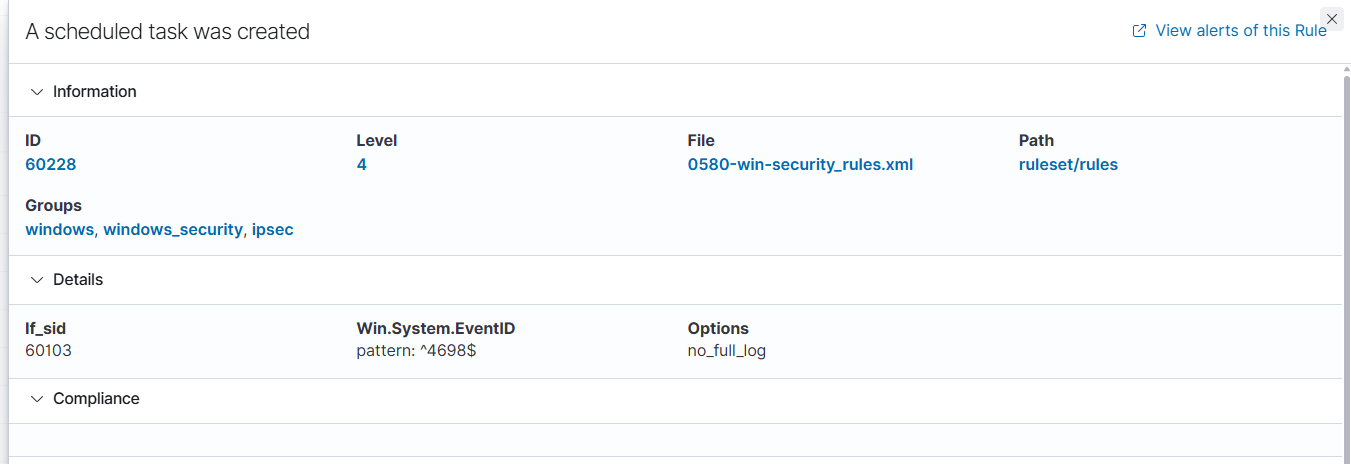 A scheduled task was created
View alerts of this Rule
Information
ID Level File Path
60228 4 0580-win-security_rules.xml ruleset/rules
Groups
windows, windows_security, ipsec
Details
If_sid Win.System.EventID Options
60103 pattern: ^4698$ no_full_log
Compliance